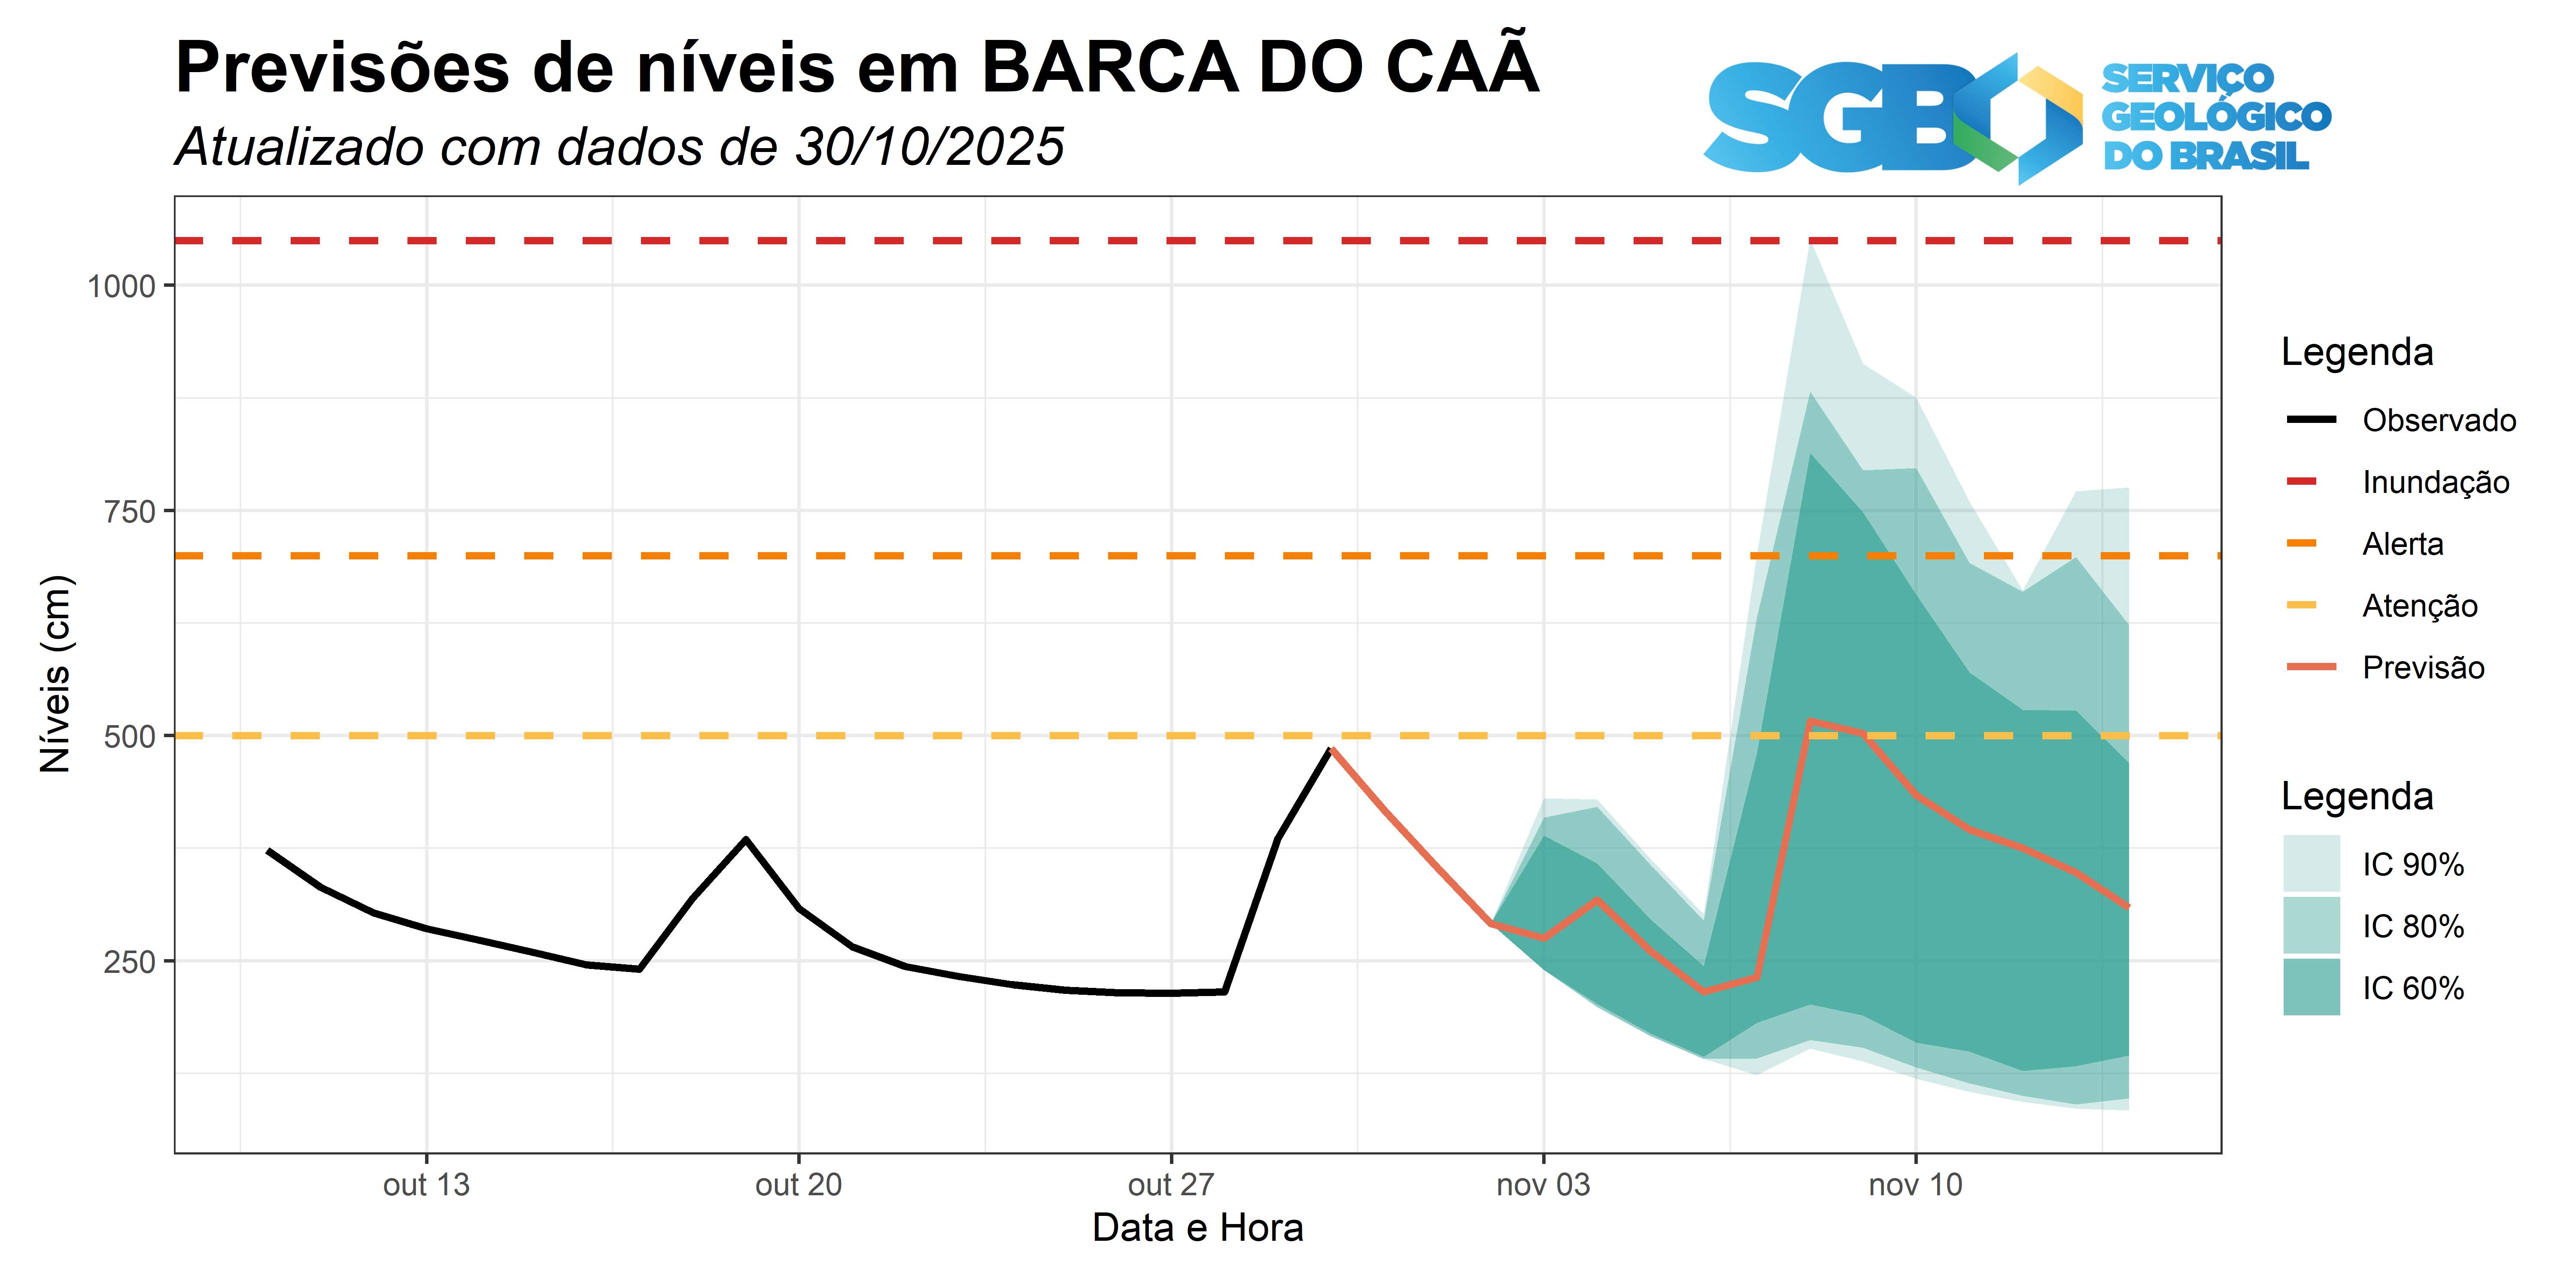 Previsões de níveis em BARCA DO CAÃ
Atualizado com dados de 30/10/2025
SGB
SERVIÇO
GEOLÓGICO
DO BRASIL
Níveis (cm)
1000
750
500
250
out 13
out 20
out 27
nov 03
nov 10
Data e Hora
Legenda
Observado
Inundação
Alerta
Atenção
Previsão
Legenda
IC 90%
IC 80%
IC 60%